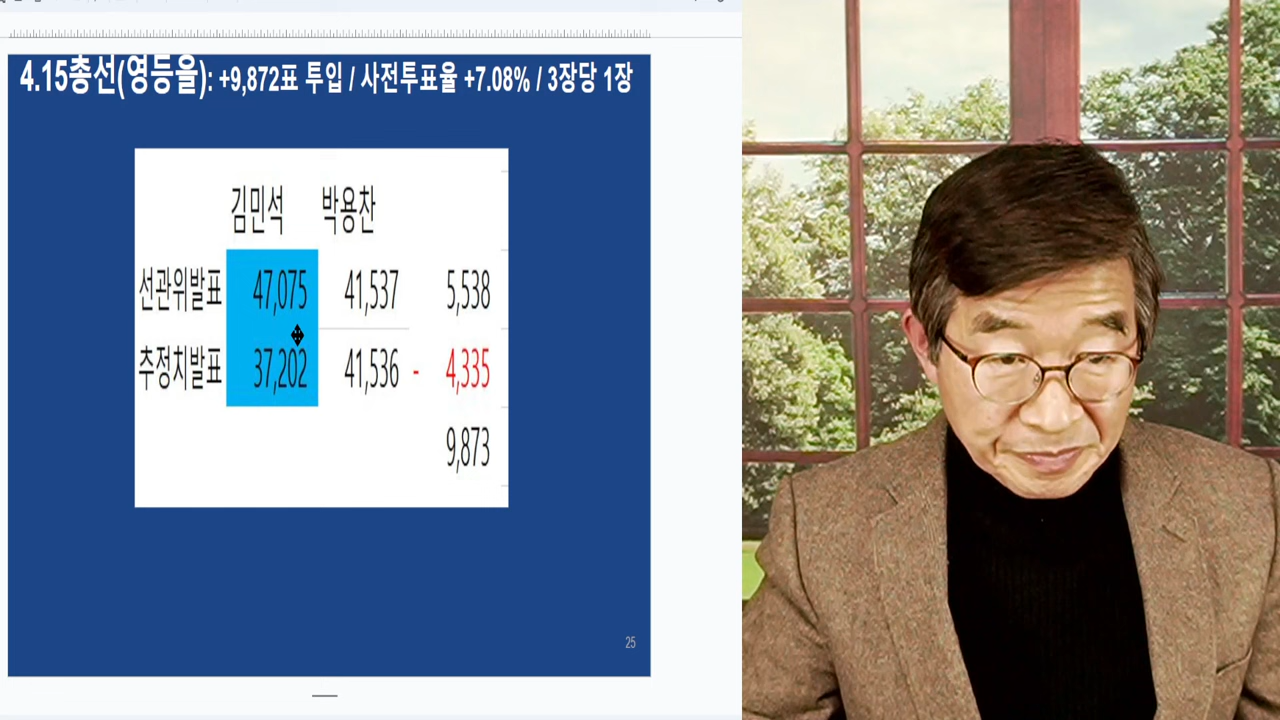 4.15총선(영등을): +9,872표 투입 / 사전투표율 +7.08% / 3장당 1장
김민석 박용찬
선관위발표 47,075 41,537 5,538
추정치발표 37,202 41,536 - 4,335
9,873
25